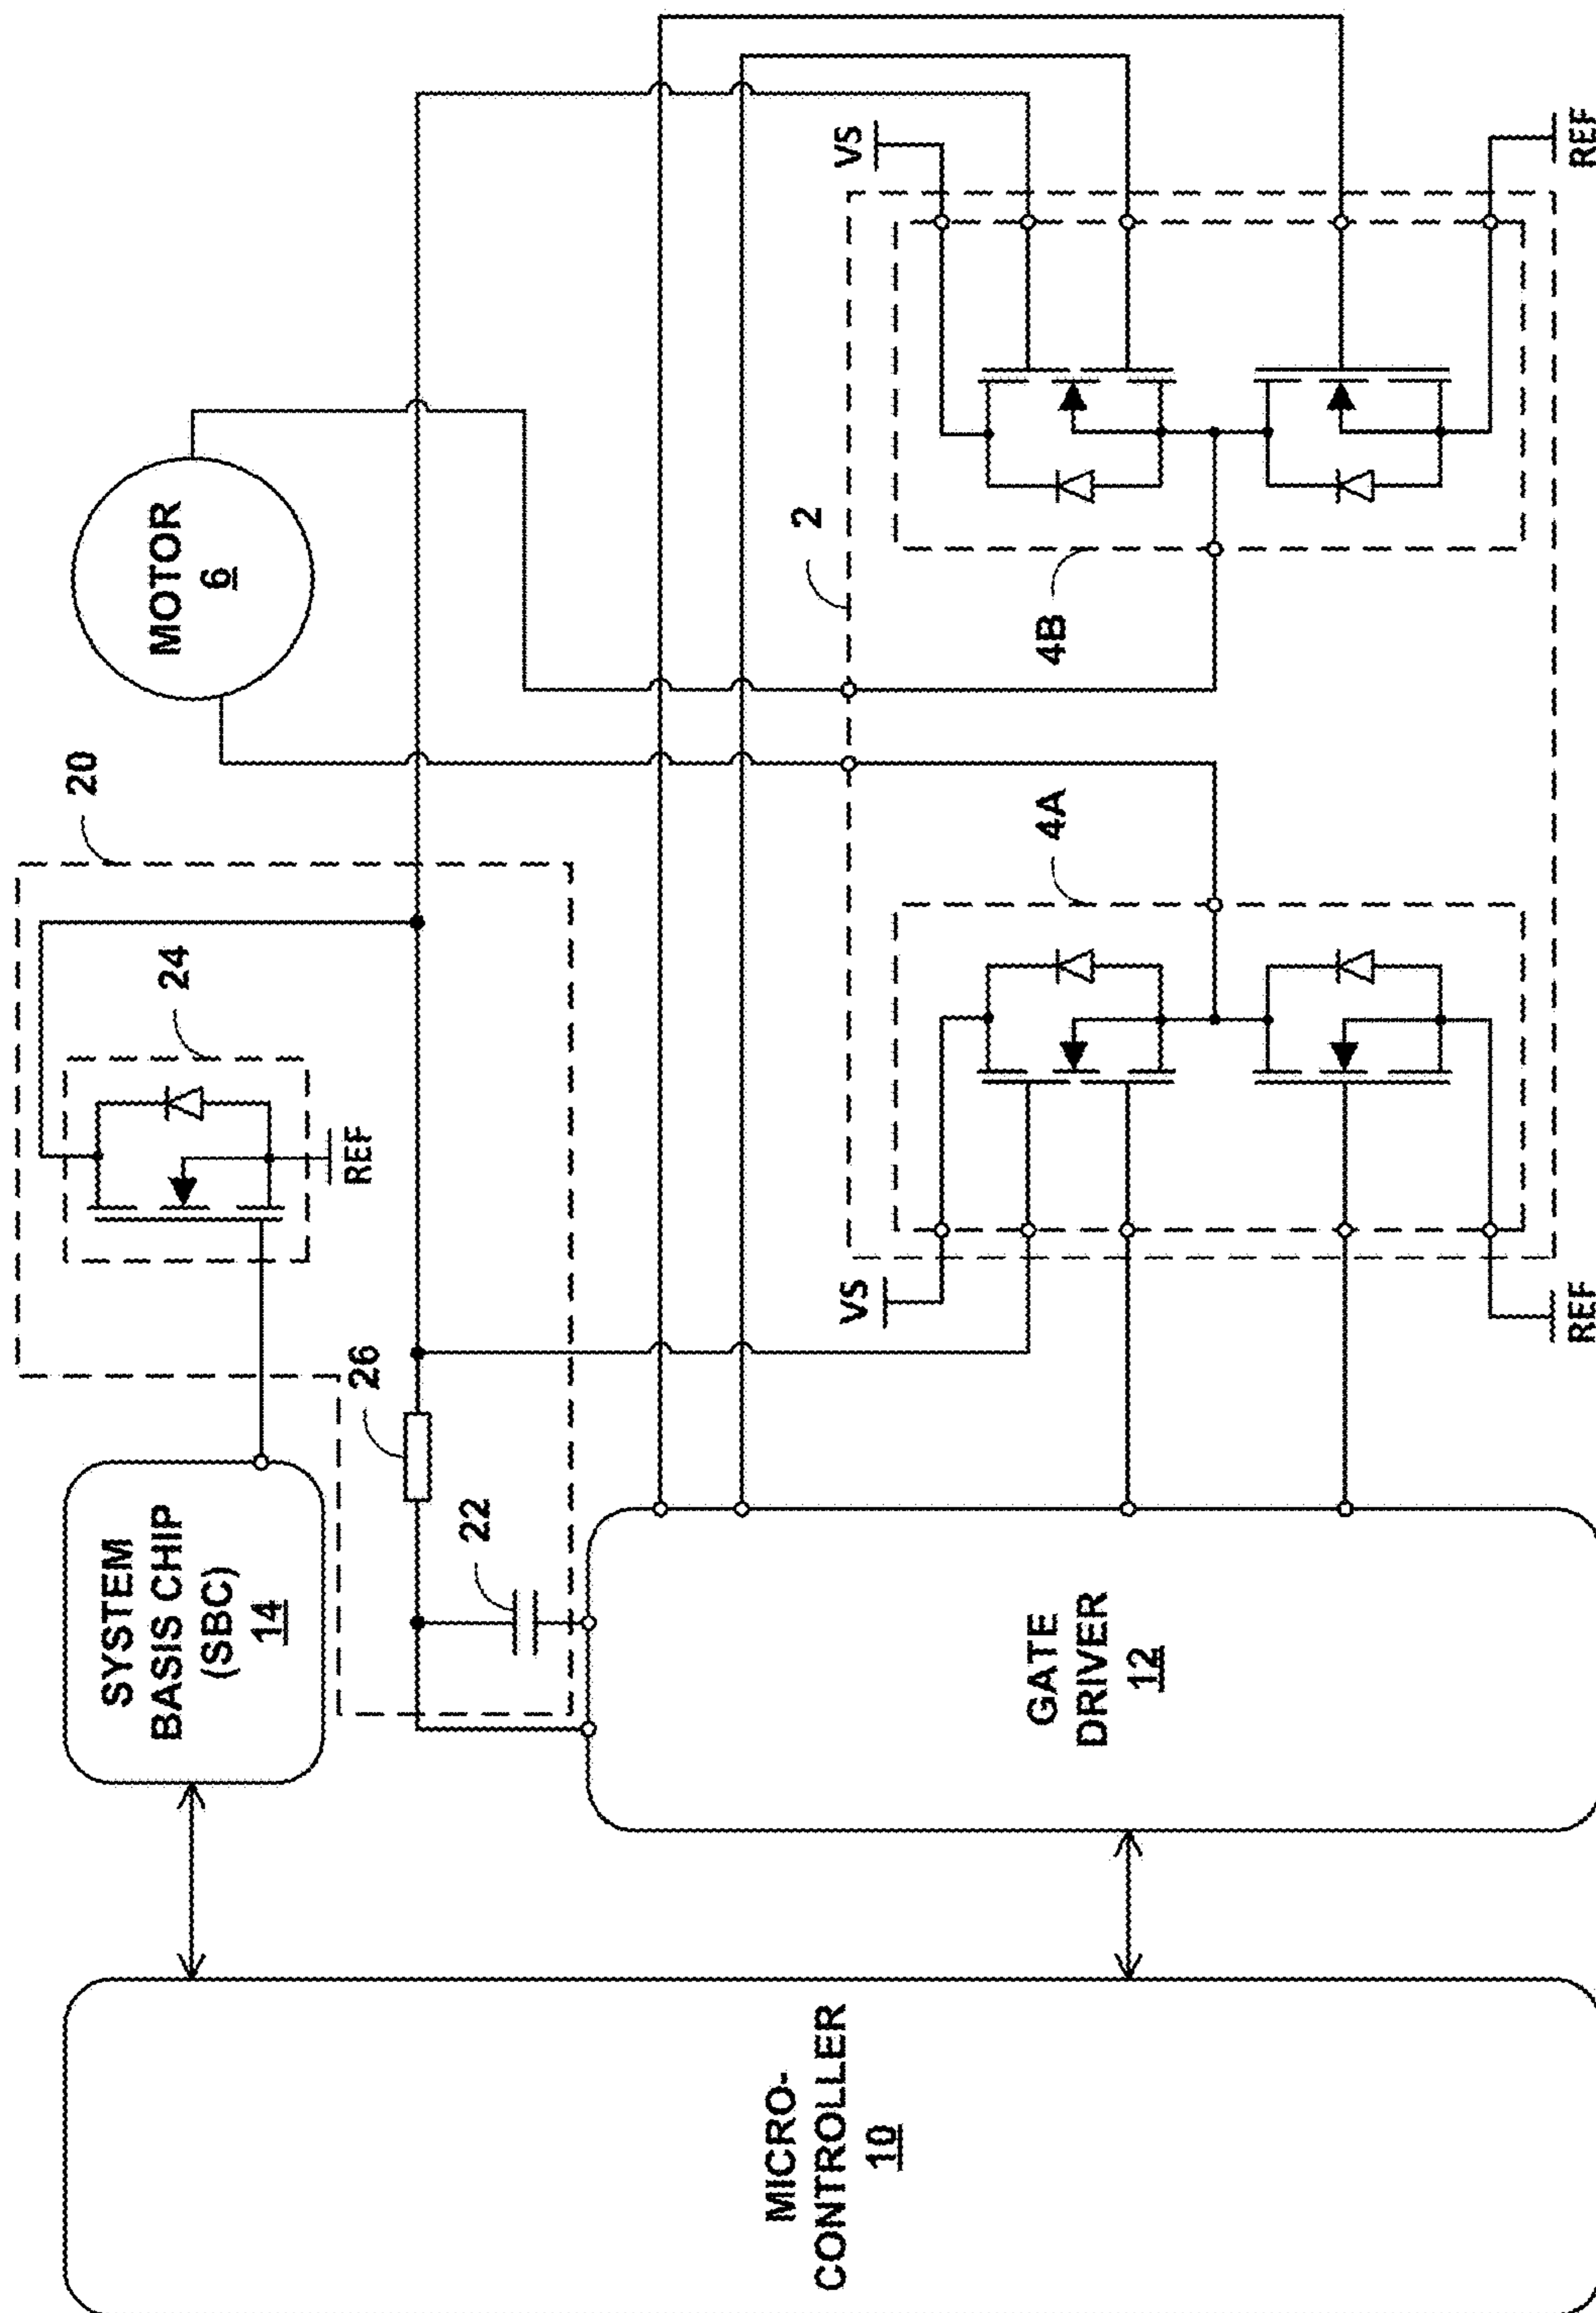 MICRO-
CONTROLLER
10
SYSTEM
BASIS CHIP
(SBC)
14
GATE
DRIVER
12
20
24
REF
26
22
MOTOR
6
2
4A
4B
VS
REF
VS
REF